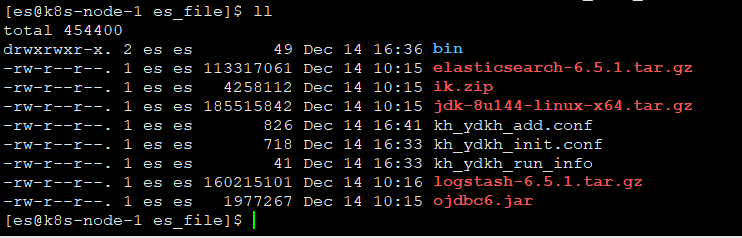 [es@k8s-node-1 es_file]$ ll
total 454400
drwxrwxr-x. 2 es es        49 Dec 14 16:36 bin
-rw-r--r--. 1 es es 113317061 Dec 14 10:15 elasticsearch-6.5.1.tar.gz
-rw-r--r--. 1 es es   4258112 Dec 14 10:15 ik.zip
-rw-r--r--. 1 es es 185515842 Dec 14 10:15 jdk-8u144-linux-x64.tar.gz
-rw-r--r--. 1 es es       826 Dec 14 16:41 kh_ydkh_add.conf
-rw-r--r--. 1 es es       718 Dec 14 16:33 kh_ydkh_init.conf
-rw-r--r--. 1 es es        41 Dec 14 16:33 kh_ydkh_run_info
-rw-r--r--. 1 es es 160215101 Dec 14 10:16 logstash-6.5.1.tar.gz
-rw-r--r--. 1 es es   1977267 Dec 14 10:15 ojdbc6.jar
[es@k8s-node-1 es_file]$